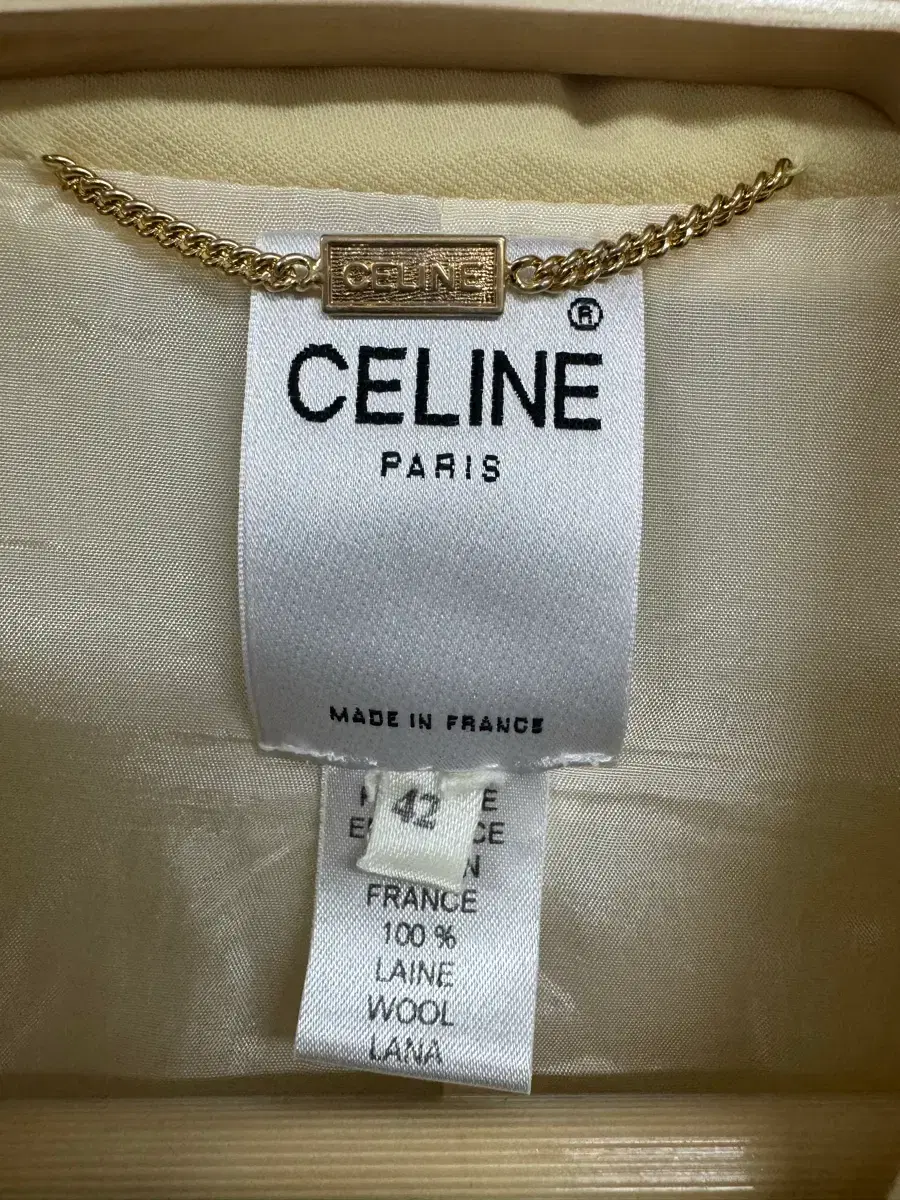 CELINE
®
CELINE
PARIS
MADE IN FRANCE
42
FRANCE
100 %
LAINE
WOOL
LANA